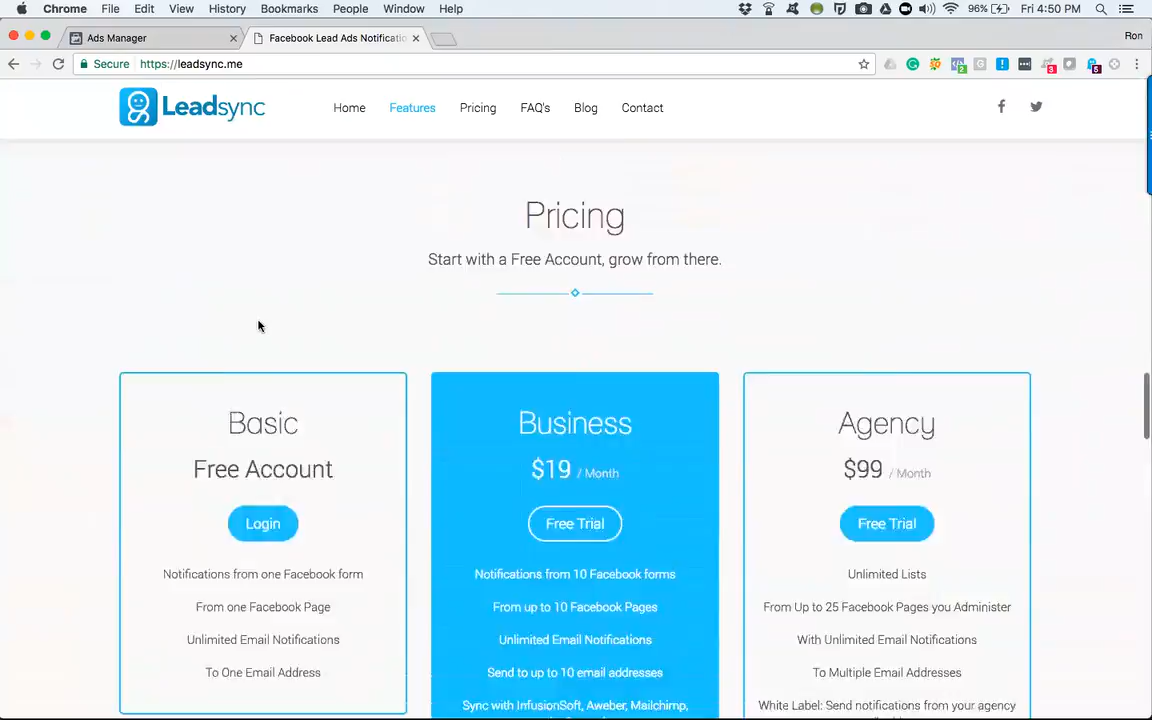 Chrome File Edit View History Bookmarks People Window Help 96% Fri 4:50 PM
Ads Manager Facebook Lead Ads Notificati Ron
Secure https://leadsync.me 2 3 5
Leadsync Home Features Pricing FAQ's Blog Contact
Pricing
Start with a Free Account, grow from there.
Basic
Free Account
Login
Notifications from one Facebook form
From one Facebook Page
Unlimited Email Notifications
To One Email Address
Business
$19 / Month
Free Trial
Notifications from 10 Facebook forms
From up to 10 Facebook Pages
Unlimited Email Notifications
Send to up to 10 email addresses
Sync with InfusionSoft, Aweber, Mailchimp,
Agency
$99 / Month
Free Trial
Unlimited Lists
From Up to 25 Facebook Pages you Administer
With Unlimited Email Notifications
To Multiple Email Addresses
White Label: Send notifications from your agency